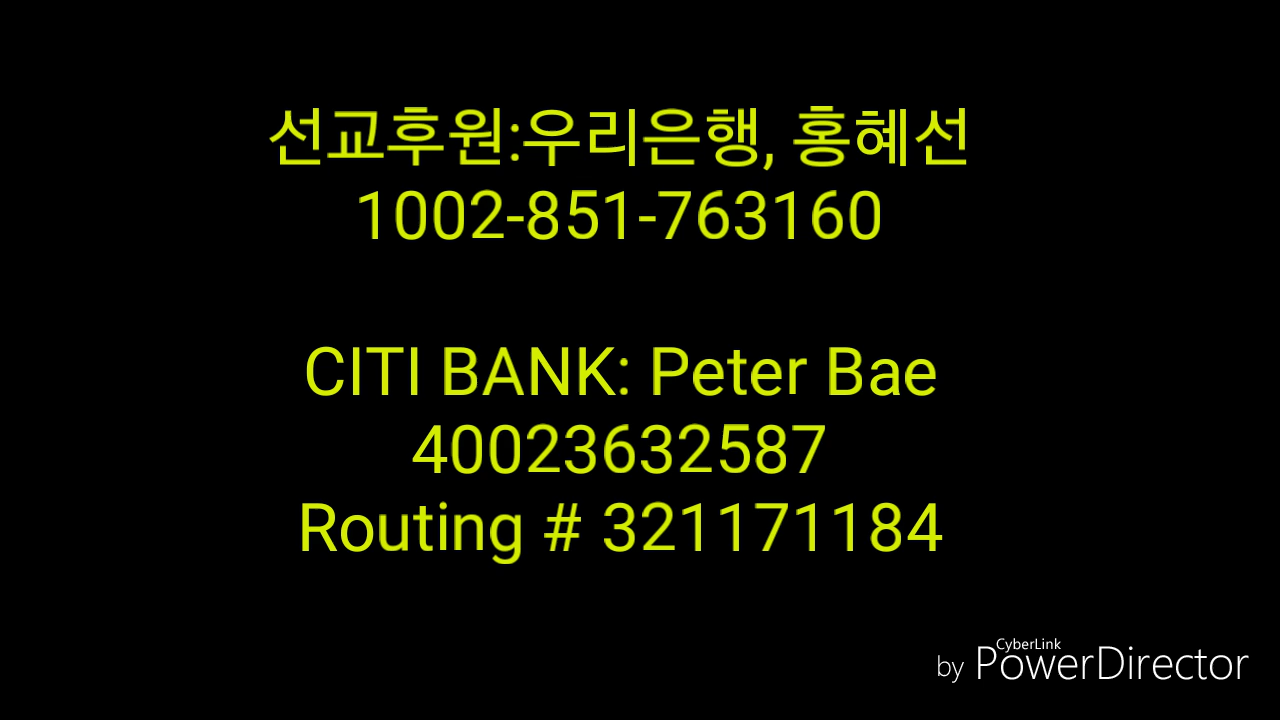 선교후원:우리은행, 홍혜선
1002-851-763160
CITI BANK: Peter Bae
40023632587
Routing # 321171184
CyberLink
by PowerDirector